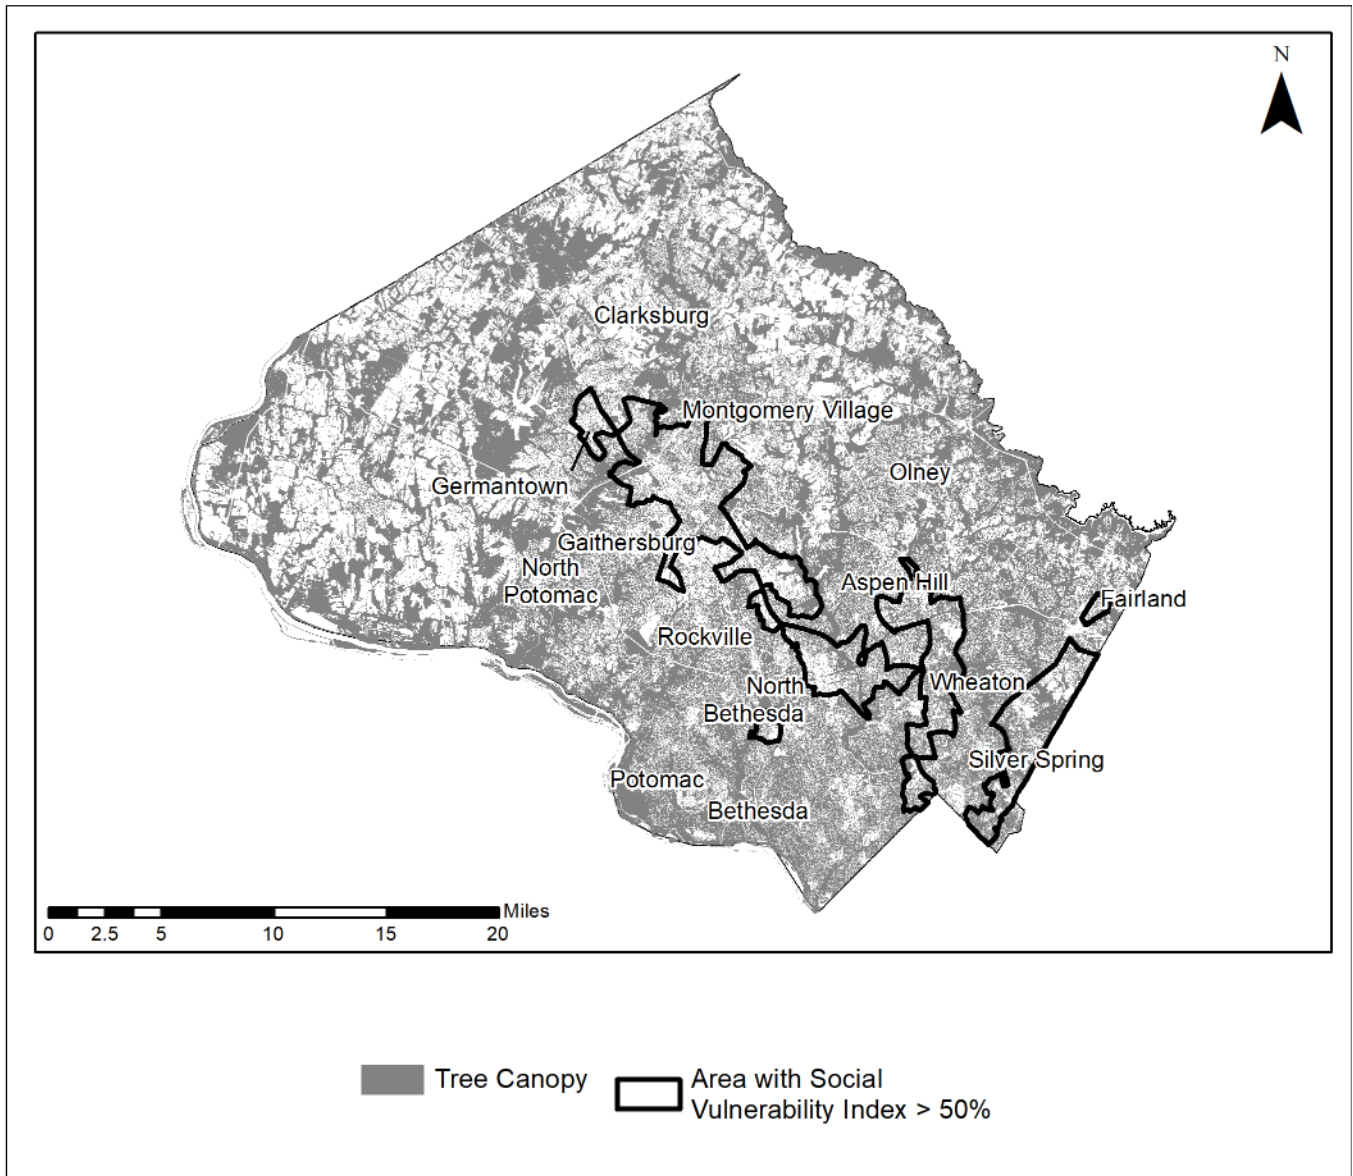 N
Clarksburg
Montgomery Village
Olney
Germantown
Gaithersburg
North
Potomac
Aspen Hill
Fairland
Rockville
North
Bethesda
Wheaton
Silver Spring
Potomac
Bethesda
Miles
0 2.5 5 10 15 20
Tree Canopy
Area with Social
Vulnerability Index > 50%